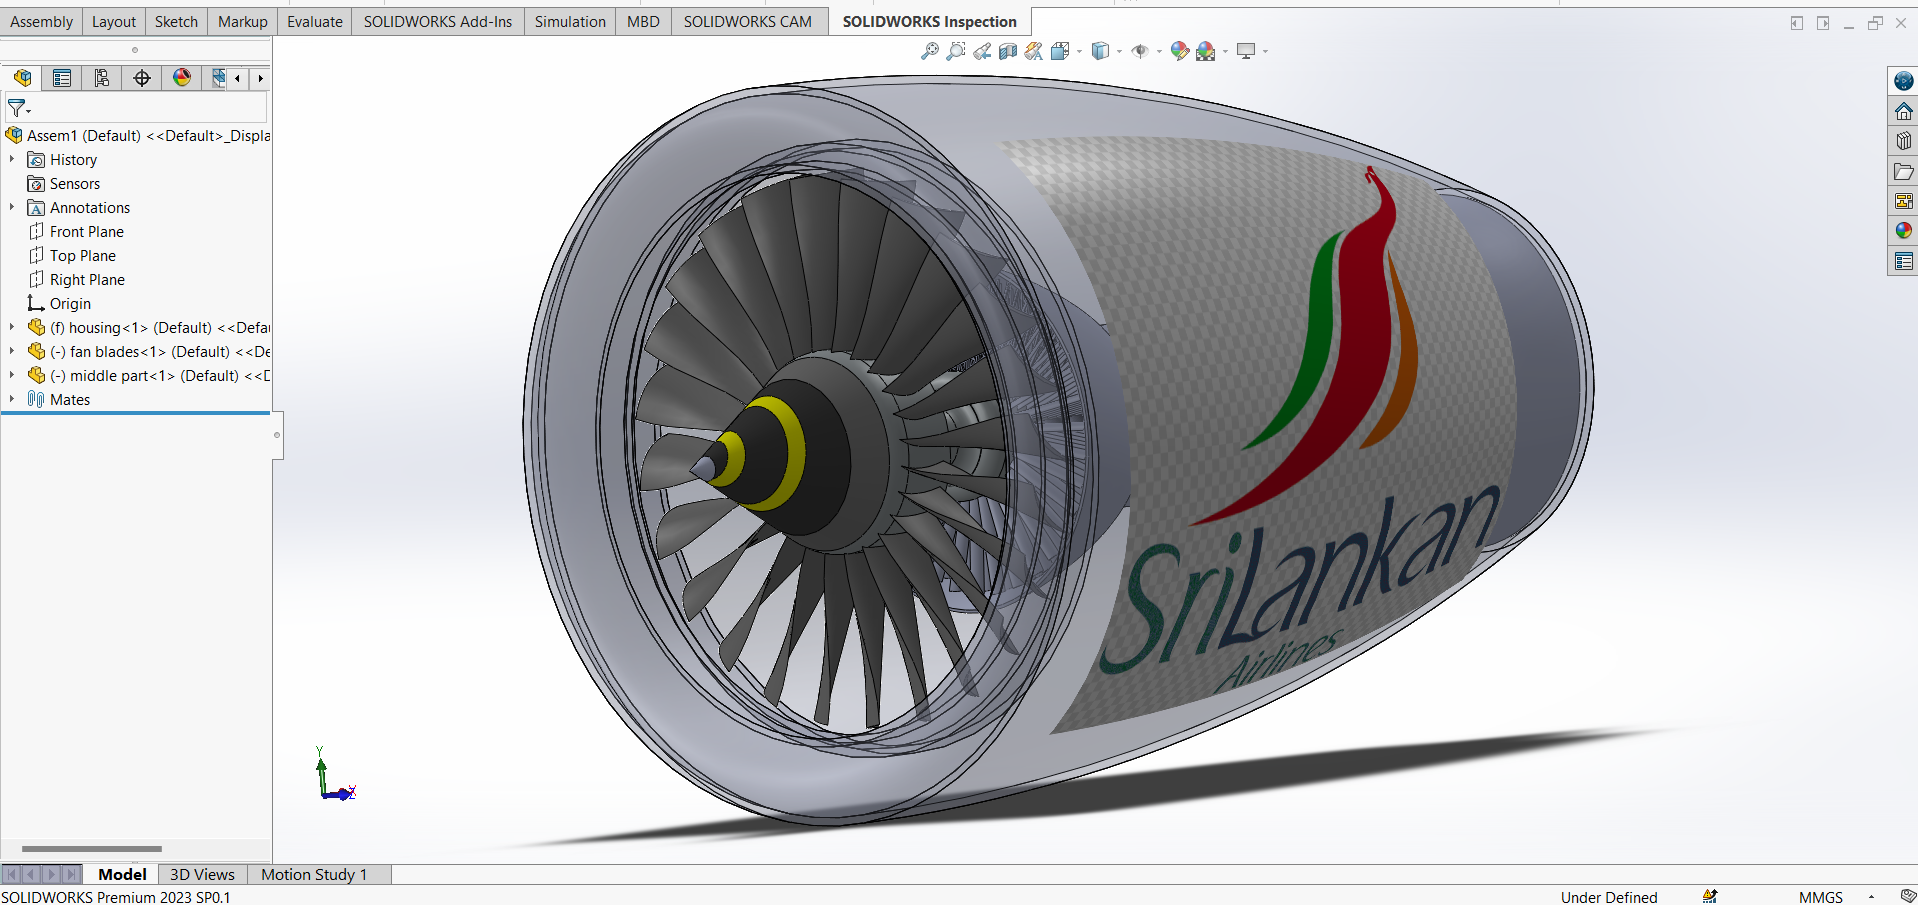 Assembly Layout Sketch Markup Evaluate SOLIDWORKS Add-Ins Simulation MBD SOLIDWORKS CAM SOLIDWORKS Inspection
Assem1 (Default) <<Default>_Displa
History
Sensors
A Annotations
Front Plane
Top Plane
Right Plane
Origin
(f) housing<1> (Default) <<Defau
(-) fan blades<1> (Default) <<De
(-) middle part<1> (Default) <<D
Mates
SriLankan
Airlines
Y
Z
Model 3D Views Motion Study 1
SOLIDWORKS Premium 2023 SP0.1 Under Defined MMGS